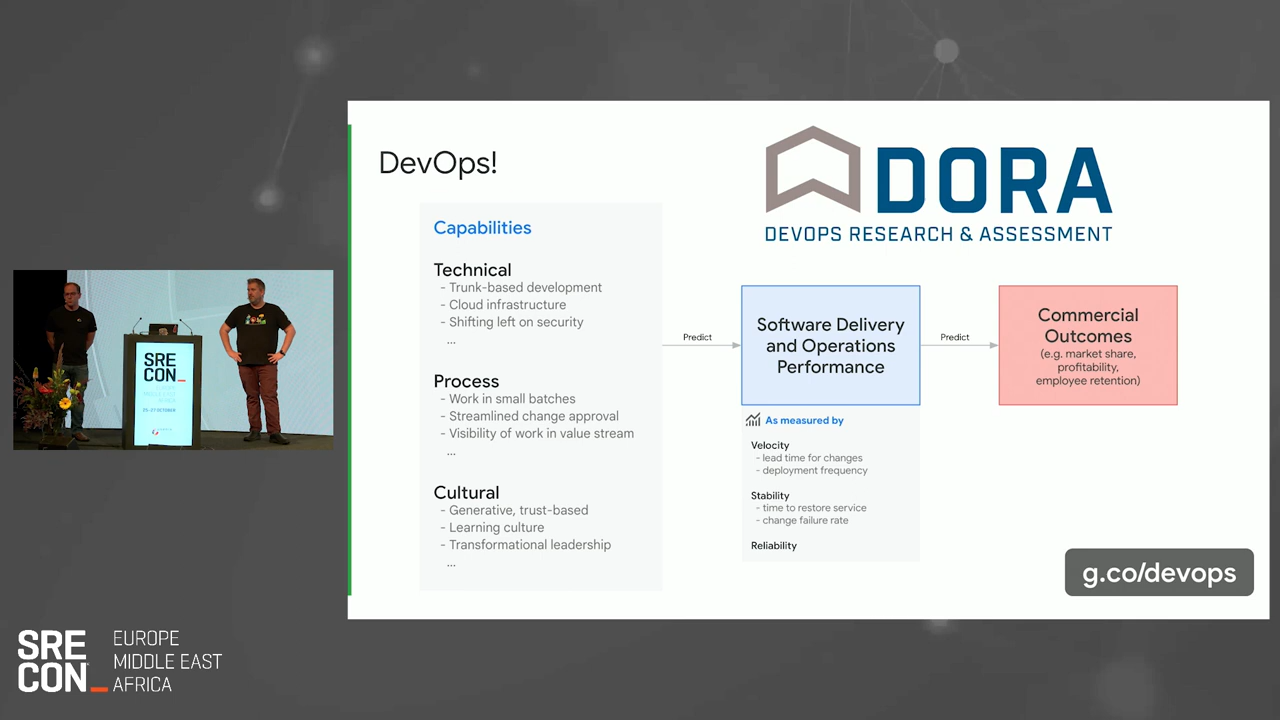 DevOps!
DORA
DEVOPS RESEARCH & ASSESSMENT
Capabilities
Technical
- Trunk-based development
- Cloud infrastructure
- Shifting left on security
...
Process
- Work in small batches
- Streamlined change approval
- Visibility of work in value stream
...
Cultural
- Generative, trust-based
- Learning culture
- Transformational leadership
...
Predict
Software Delivery
and Operations
Performance
As measured by
Velocity
- lead time for changes
- deployment frequency
Stability
- time to restore service
- change failure rate
Reliability
Predict
Commercial
Outcomes
(e.g. market share,
profitability,
employee retention)
g.co/devops
SRE
CON_
SRE
CON_
EUROPE
MIDDLE EAST
AFRICA